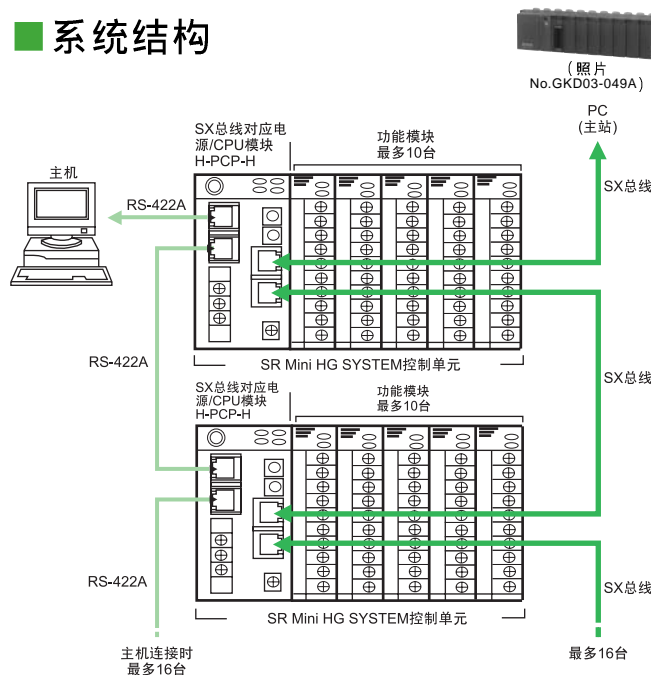 系统结构
(照片
No.GKD03-049A)
PC
(主站)
SX总线对应电
源/CPU模块
H-PCP-H
功能模块
最多10台
主机
RS-422A
SX总线
SR Mini HG SYSTEM控制单元
RS-422A
SX总线
SX总线对应电
源/CPU模块
H-PCP-H
功能模块
最多10台
RS-422A
SX总线
SR Mini HG SYSTEM控制单元
主机连接时
最多16台
最多16台